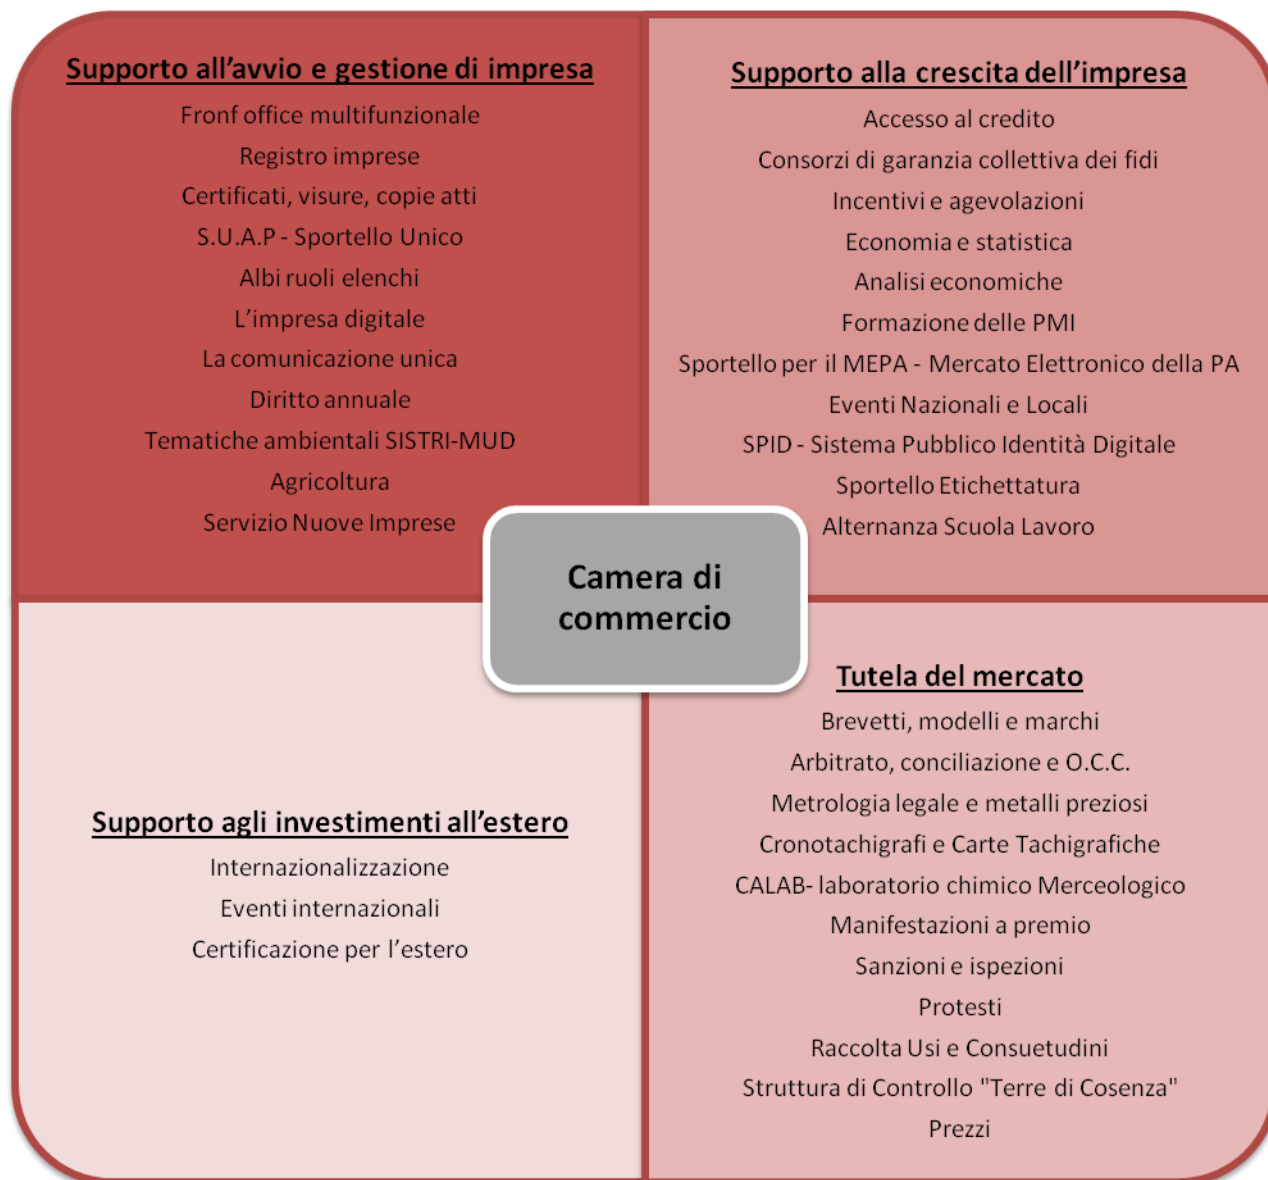 Supporto all'avvio e gestione di impresa
Fronf office multifunzionale
Registro imprese
Certificati, visure, copie atti
S.U.A.P - Sportello Unico
Albi ruoli elenchi
L'impresa digitale
La comunicazione unica
Diritto annuale
Tematiche ambientali SISTRI-MUD
Agricoltura
Servizio Nuove Imprese
Supporto alla crescita dell'impresa
Accesso al credito
Consorzi di garanzia collettiva dei fidi
Incentivi e agevolazioni
Economia e statistica
Analisi economiche
Formazione delle PMI
Sportello per il MEPA - Mercato Elettronico della PA
Eventi Nazionali e Locali
SPID - Sistema Pubblico Identità Digitale
Sportello Etichettatura
Alternanza Scuola Lavoro
Camera di
commercio
Supporto agli investimenti all'estero
Internazionalizzazione
Eventi internazionali
Certificazione per l'estero
Tutela del mercato
Brevetti, modelli e marchi
Arbitrato, conciliazione e O.C.C.
Metrologia legale e metalli preziosi
Cronotachigrafi e Carte Tachigrafiche
CALAB- laboratorio chimico Merceologico
Manifestazioni a premio
Sanzioni e ispezioni
Protesti
Raccolta Usi e Consuetudini
Struttura di Controllo "Terre di Cosenza"
Prezzi